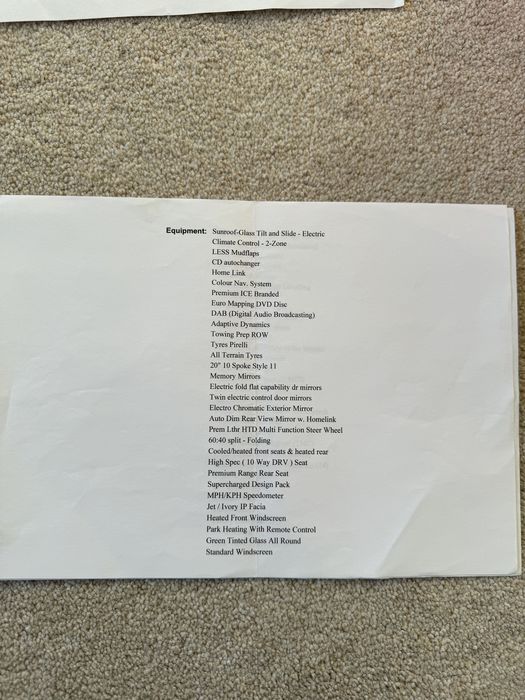 Equipment: Sunroof-Glass Tilt and Slide - Electric
Climate Control - 2-Zone
LESS Mudflaps
CD autochanger
Home Link
Colour Nav. System
Premium ICE Branded
Euro Mapping DVD Disc
DAB (Digital Audio Broadcasting)
Adaptive Dynamics
Towing Prep ROW
Tyres Pirelli
All Terrain Tyres
20" 10 Spoke Style 11
Memory Mirrors
Electric fold flat capability dr mirrors
Twin electric control door mirrors
Electro Chromatic Exterior Mirror
Auto Dim Rear View Mirror w. Homelink
Prem Lthr HTD Multi Function Steer Wheel
60:40 split - Folding
Cooled/heated front seats & heated rear
High Spec ( 10 Way DRV ) Seat
Premium Range Rear Seat
Supercharged Design Pack
MPH/KPH Speedometer
Jet / Ivory IP Facia
Heated Front Windscreen
Park Heating With Remote Control
Green Tinted Glass All Round
Standard Windscreen